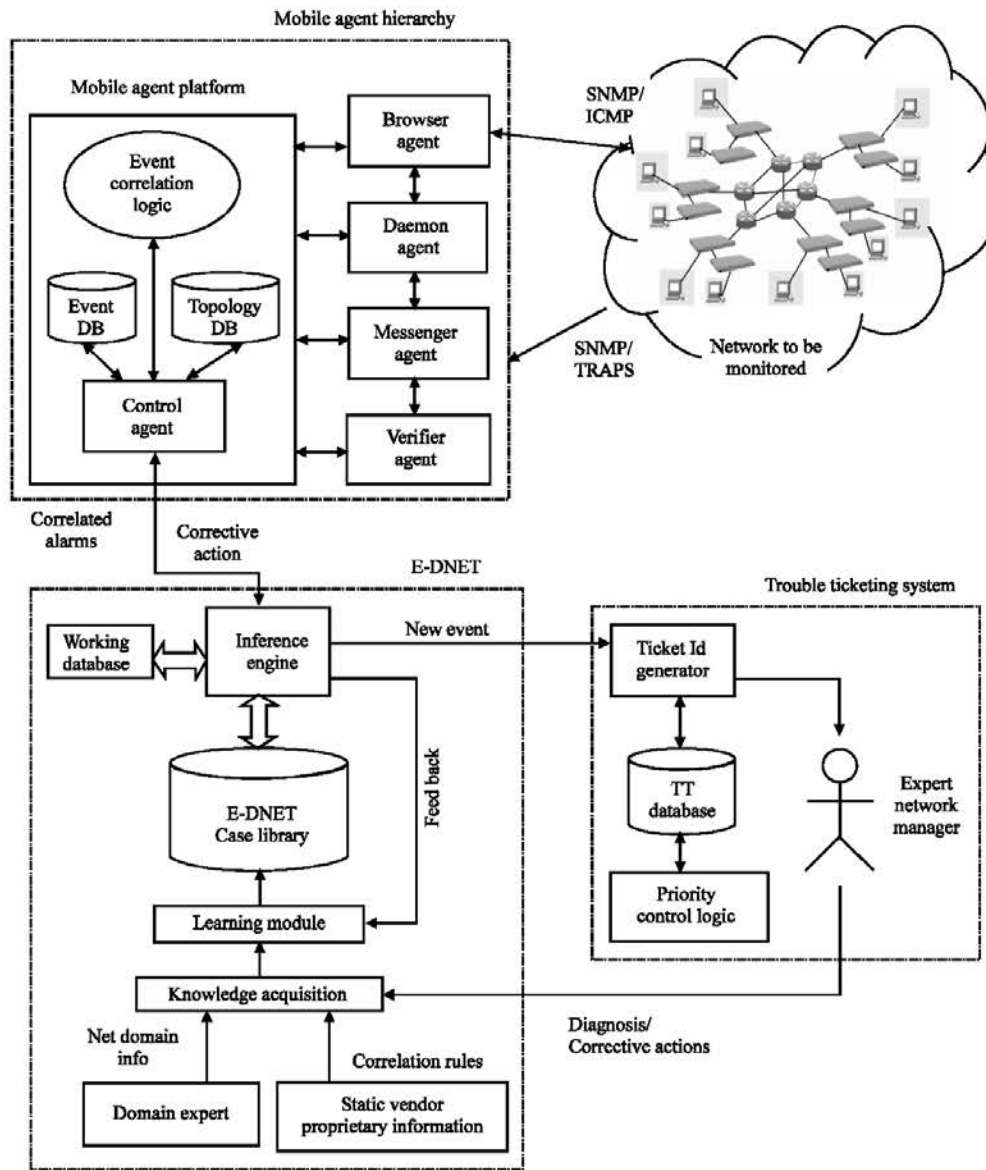 Mobile agent hierarchy
Mobile agent platform
Event
correlation
logic
Event
DB
Topology
DB
Control
agent
Browser
agent
Daemon
agent
Messenger
agent
Verifier
agent
SNMP/
ICMP
SNMP/
TRAPS
Network to be
monitored
Correlated
alarms
Corrective
action
E-DNET
Working
database
Inference
engine
New event
Feed back
E-DNET
Case library
Learning module
Knowledge acquisition
Net domain
info
Correlation rules
Domain expert
Static vendor
proprietary information
Trouble ticketing system
Ticket Id
generator
TT
database
Priority
control logic
Expert
network
manager
Diagnosis/
Corrective actions